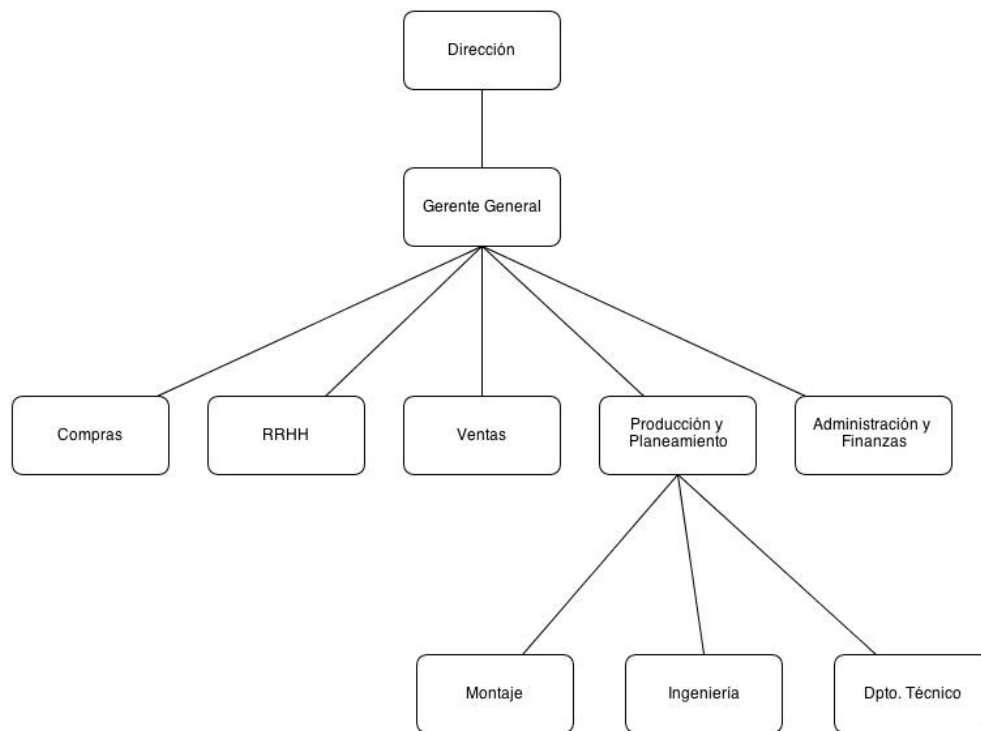 Dirección
Gerente General
Compras
RRHH
Ventas
Producción y
Planeamiento
Administración y
Finanzas
Montaje
Ingeniería
Dpto. Técnico